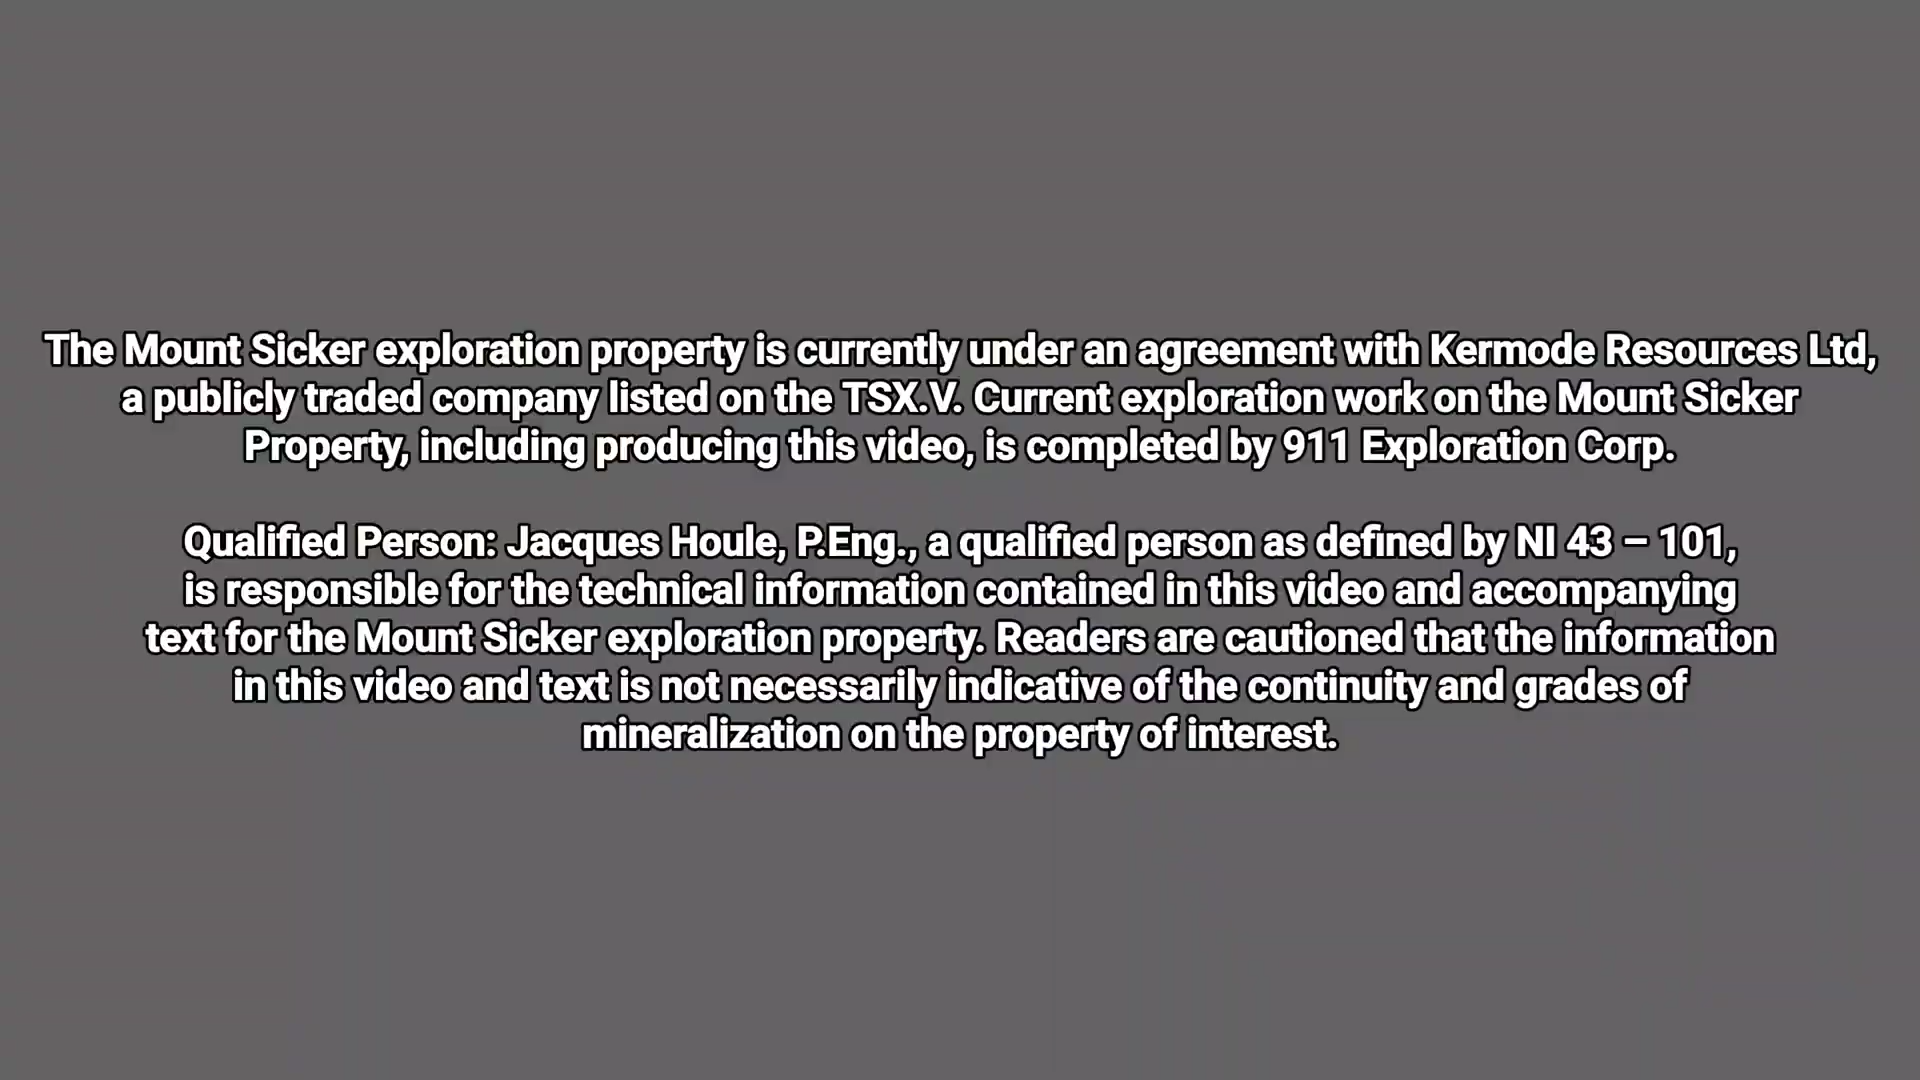 The Mount Sicker exploration property is currently under an agreement with Kermode Resources Ltd,
a publicly traded company listed on the TSX.V. Current exploration work on the Mount Sicker
Property, including producing this video, is completed by 911 Exploration Corp.
Qualified Person: Jacques Houle, P.Eng., a qualified person as defined by NI 43 – 101,
is responsible for the technical information contained in this video and accompanying
text for the Mount Sicker exploration property. Readers are cautioned that the information
in this video and text is not necessarily indicative of the continuity and grades of
mineralization on the property of interest.